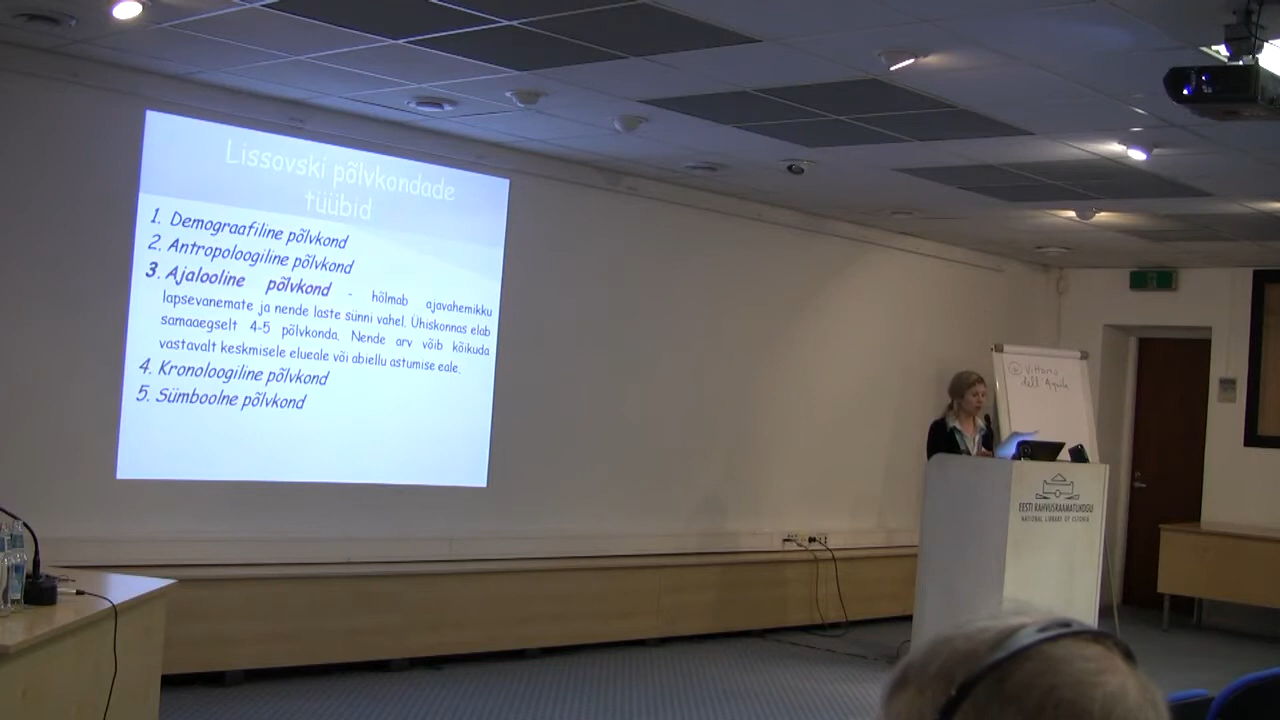 Lissovski põlvkondade
tüübid
1. Demograafiline põlvkond
2. Antropoloogiline põlvkond
3. Ajalooline põlvkond - hõlmab ajavahemikku
lapsevanemate ja nende laste sünni vahel. Ühiskonnas elab
samaaegselt 4-5 põlvkonda. Nende arv võib kõikuda
vastavalt keskmisele elueale või abiellu astumise eale.
4. Kronoloogiline põlvkond
5. Sümboolne põlvkond
Vittorio
dell'Aquila
EESTI RAHVUSRAAMATUKOGU
NATIONAL LIBRARY OF ESTONIA